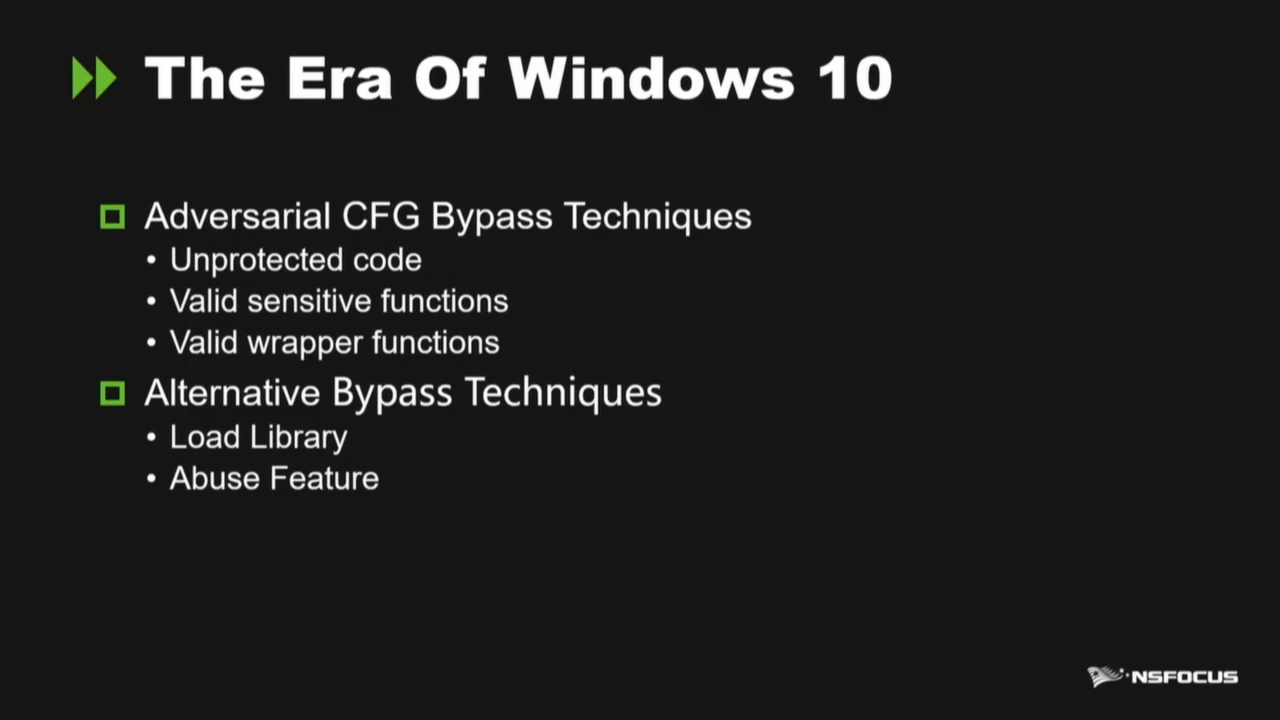 The Era Of Windows 10
Adversarial CFG Bypass Techniques
• Unprotected code
• Valid sensitive functions
• Valid wrapper functions
Alternative Bypass Techniques
• Load Library
• Abuse Feature
NSFOCUS